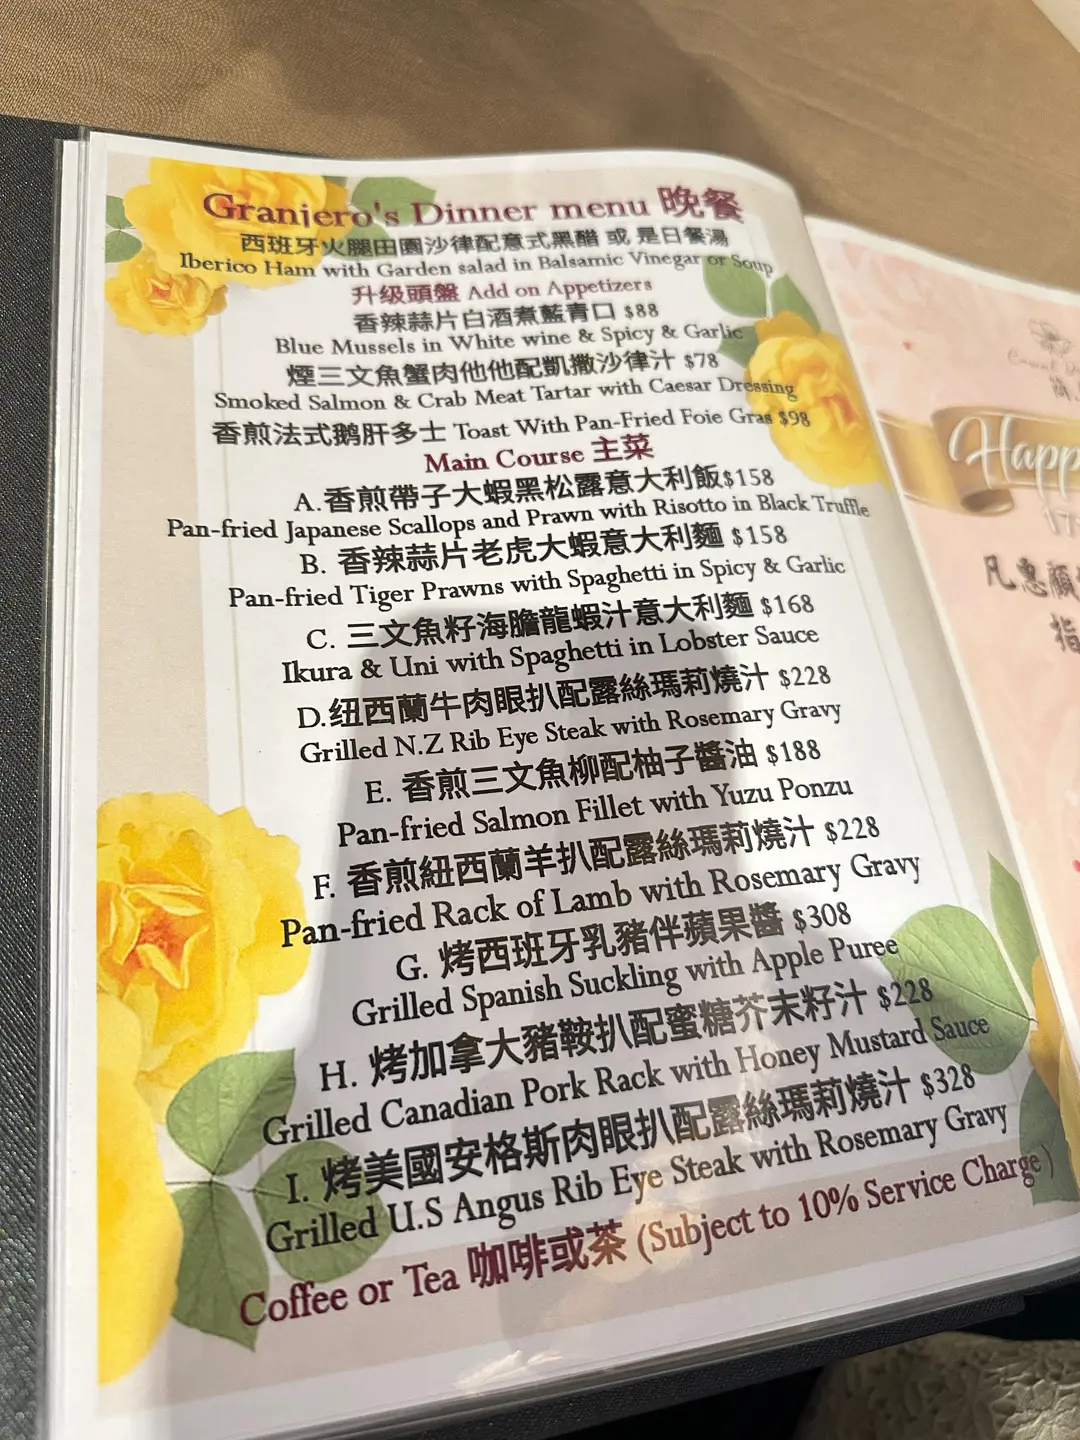 Granjero's Dinner menu 晚餐
西班牙火腿田園沙律配意式黑醋 或 是日餐湯
Iberico Ham with Garden salad in Balsamic Vinegar or Soup
升级頭盤 Add on Appetizers
香辣蒜片白酒煮藍青口 $88
Blue Mussels in White wine & Spicy & Garlic
煙三文魚蟹肉他他配凱撒沙律汁 $78
Smoked Salmon & Crab Meat Tartar with Caesar Dressing
香煎法式鹅肝多士 Toast With Pan-Fried Foie Gras $98
Main Course 主菜
A.香煎帶子大蝦黑松露意大利飯$158
Pan-fried Japanese Scallops and Prawn with Risotto in Black Truffle
B. 香辣蒜片老虎大蝦意大利麵 $158
Pan-fried Tiger Prawns with Spaghetti in Spicy & Garlic
C. 三文魚籽海膽龍蝦汁意大利麵 $168
Ikura & Uni with Spaghetti in Lobster Sauce
D.纽西蘭牛肉眼扒配露絲瑪莉燒汁 $228
Grilled N.Z Rib Eye Steak with Rosemary Gravy
E. 香煎三文魚柳配柚子醬油 $188
Pan-fried Salmon Fillet with Yuzu Ponzu
F. 香煎紐西蘭羊扒配露絲瑪莉燒汁 $228
Pan-fried Rack of Lamb with Rosemary Gravy
G. 烤西班牙乳豬伴蘋果醬 $308
Grilled Spanish Suckling with Apple Puree
H. 烤加拿大豬鞍扒配蜜糖芥末籽汁 $228
Grilled Canadian Pork Rack with Honey Mustard Sauce
I. 烤美國安格斯肉眼扒配露絲瑪莉燒汁 $328
Grilled U.S Angus Rib Eye Steak with Rosemary Gravy
Coffee or Tea 咖啡或茶 (Subject to 10% Service Charge )
凡惠顧
指